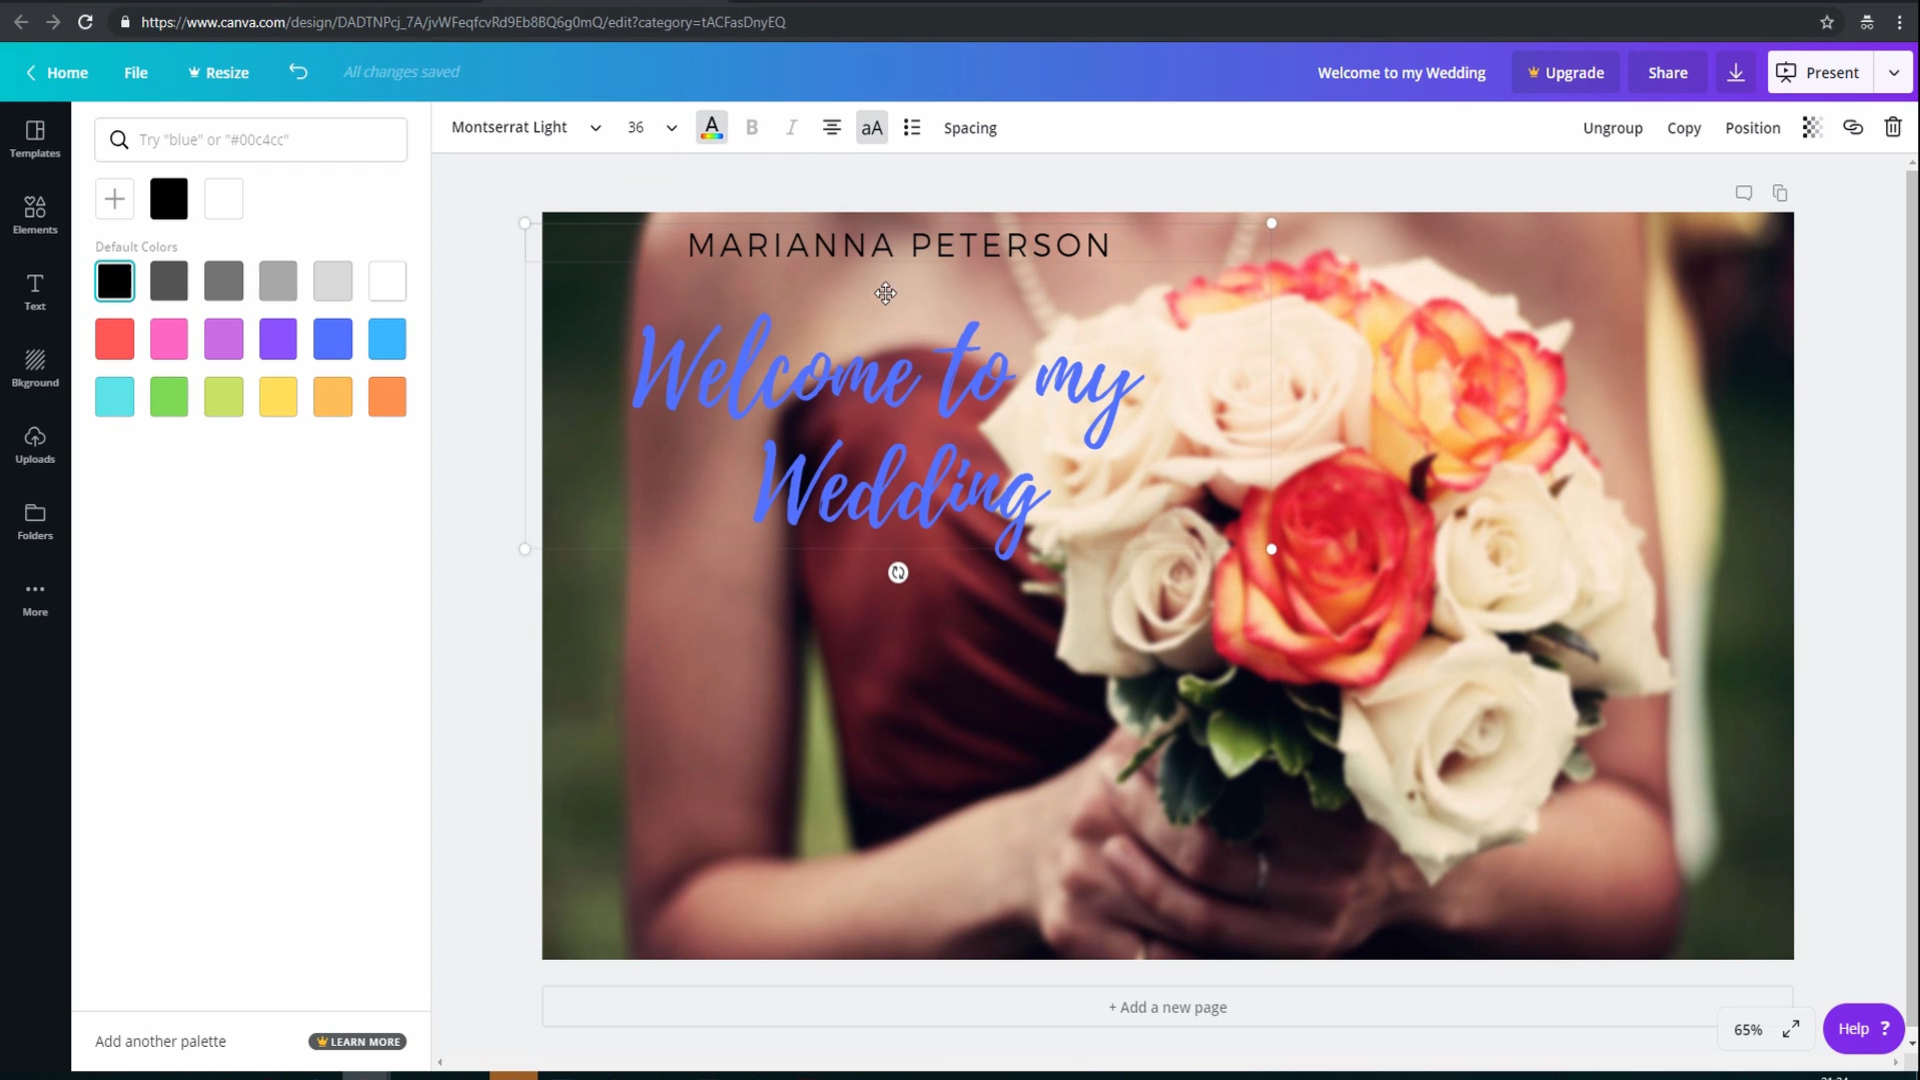 https://www.canva.com/design/DADTNPcj_7A/jvWFeqfcvRd9Eb8BQ6g0mQ/edit?category=tACFasDnyEQ
Home
File
Resize
All changes saved
Welcome to my Wedding
Upgrade
Share
Present
Montserrat Light
36
A
B
I
aA
Spacing
Ungroup
Copy
Position
Templates
Elements
Text
Bkground
Uploads
Folders
More
Try "blue" or "#00c4cc"
Default Colors
MARIANNA PETERSON
Welcome to my
Wedding
+ Add a new page
Add another palette
LEARN MORE
65%
Help ?